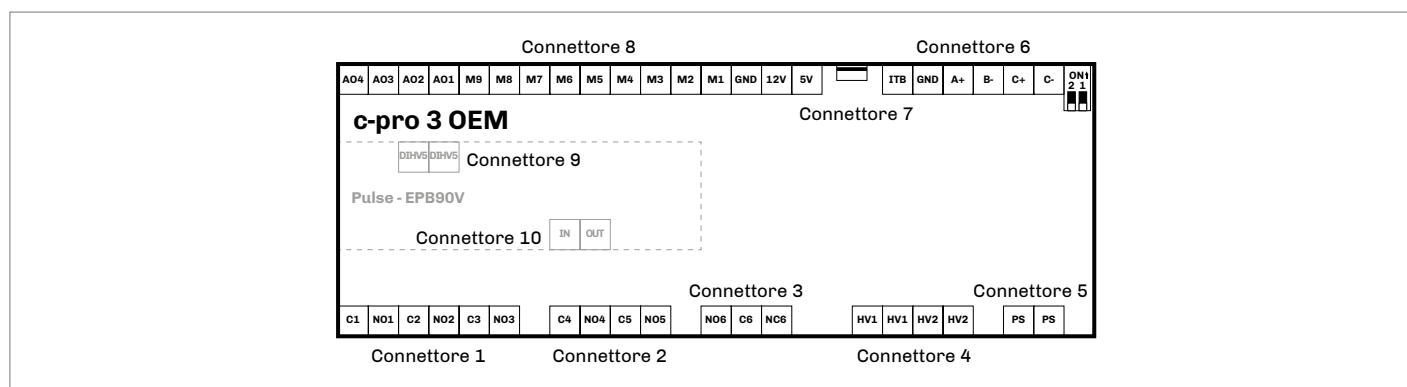 Connettore 8
Connettore 6
AO4 AO3 AO2 AO1 M9 M8 M7 M6 M5 M4 M3 M2 M1 GND 12V 5V
ITB GND A+ B- C+ C-
ON↑
2 1
Connettore 7
c-pro 3 OEM
DIHV5 DIHV5
Connettore 9
Pulse - EPB90V
Connettore 10
IN OUT
Connettore 3
Connettore 5
C1 NO1 C2 NO2 C3 NO3
C4 NO4 C5 NO5
NO6 C6 NC6
HV1 HV1 HV2 HV2
PS PS
Connettore 1
Connettore 2
Connettore 4